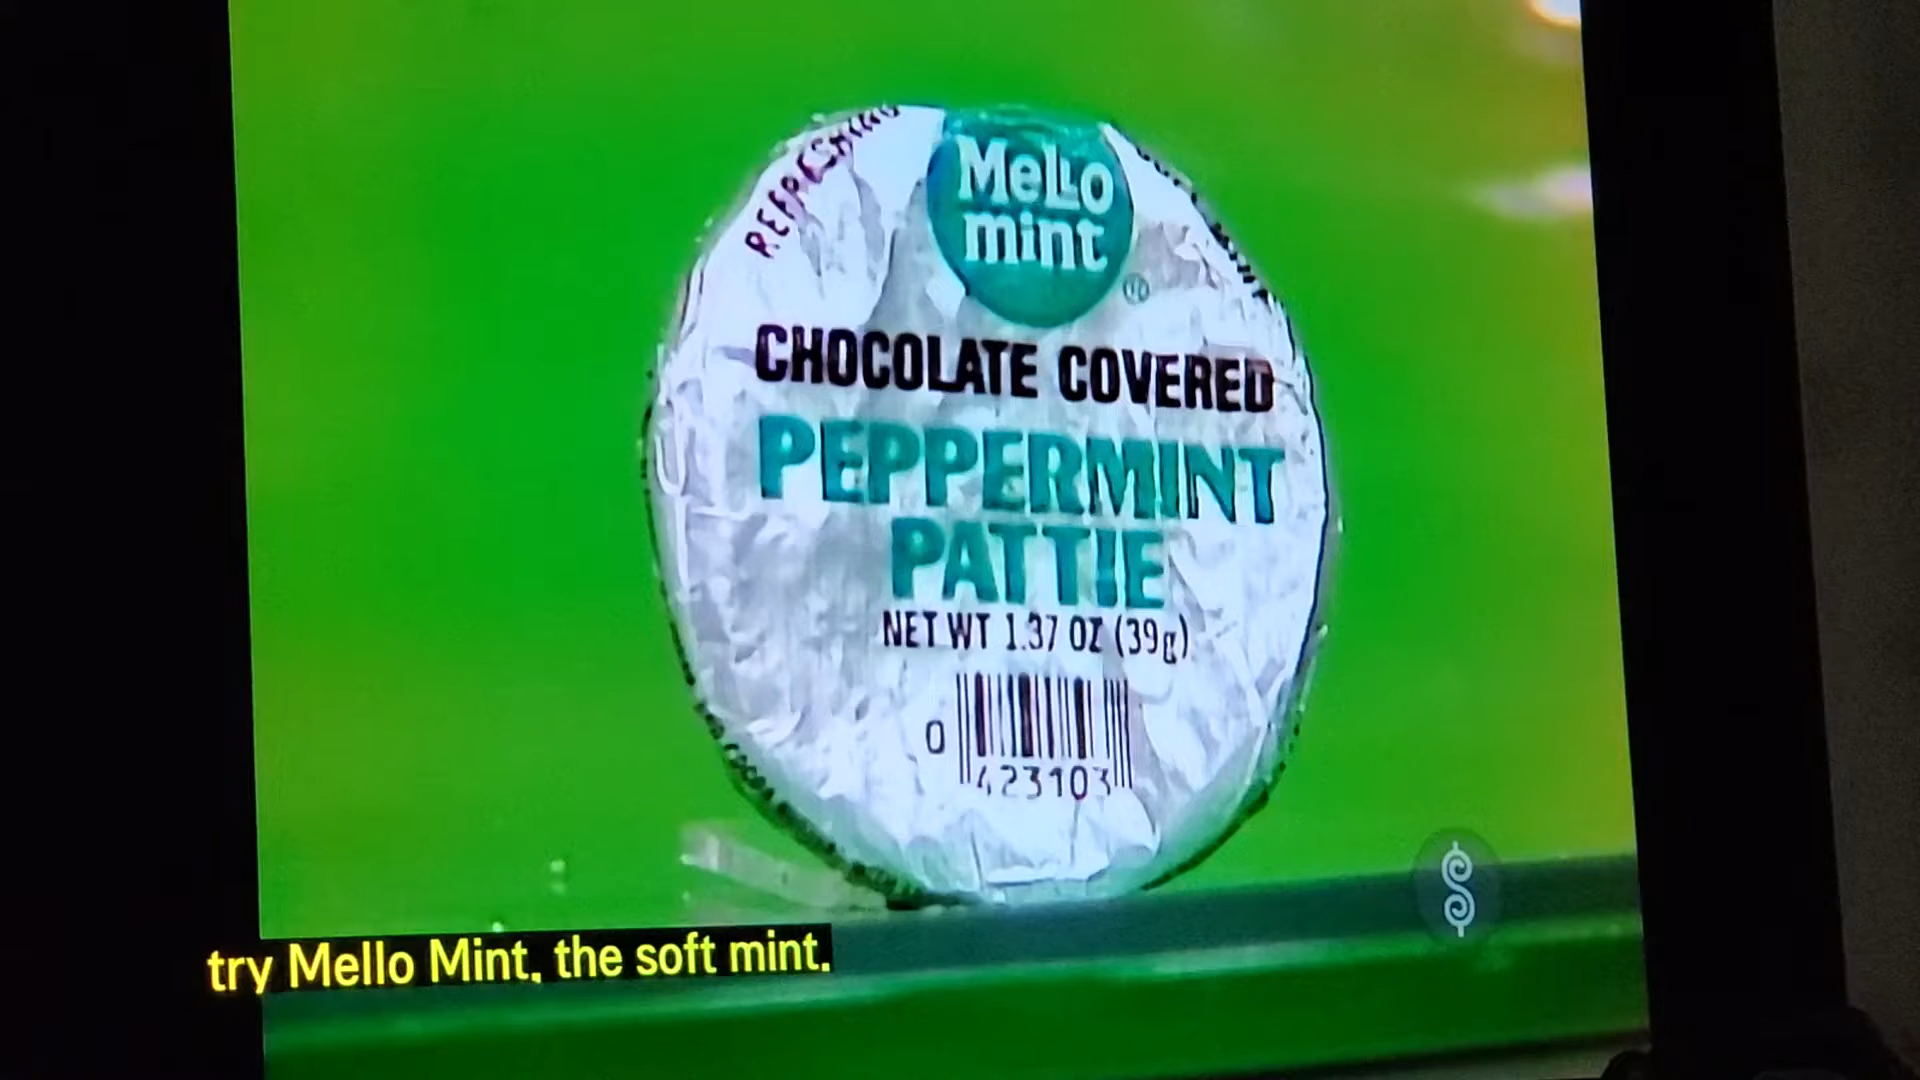 REFRESHING
Mello
mint
®
CHOCOLATE COVERED
PEPPERMINT
PATTIE
NET WT 1.37 OZ (39g)
0
423103
try Mello Mint, the soft mint.